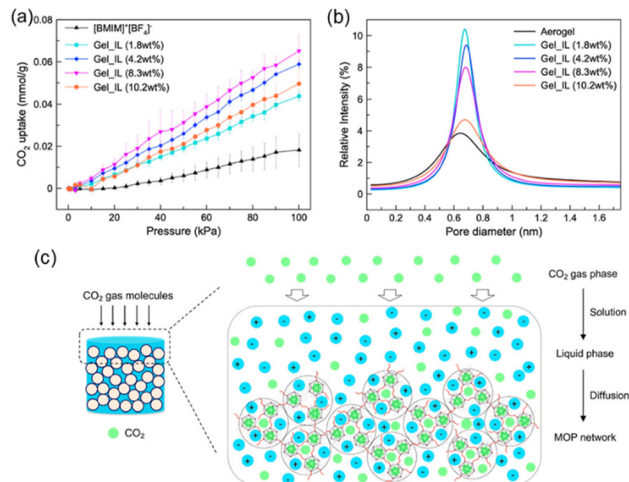 (a)
[BMIM]⁺[BF₄]⁻
Gel_IL (1.8wt%)
Gel_IL (4.2wt%)
Gel_IL (8.3wt%)
Gel_IL (10.2wt%)
CO₂ uptake (mmol/g)
0.08
0.06
0.04
0.02
0
0 20 40 60 80 100
Pressure (kPa)
(b)
Aerogel
Gel_IL (1.8wt%)
Gel_IL (4.2wt%)
Gel_IL (8.3wt%)
Gel_IL (10.2wt%)
Relative Intensity (%)
12
10
8
6
4
2
0
0 0.2 0.4 0.6 0.8 1 1.2 1.4 1.6
Pore diameter (nm)
(c)
CO₂ gas molecules
CO₂
CO₂ gas phase
Solution
Liquid phase
Diffusion
MOP network